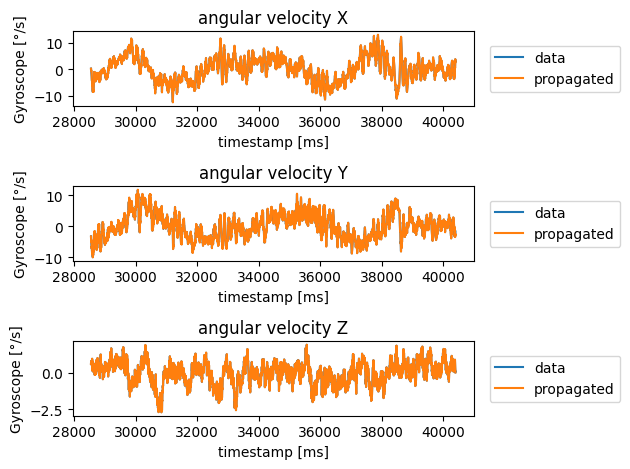 angular velocity X
Gyroscope [°/s]
10
0
−10
28000 30000 32000 34000 36000 38000 40000
timestamp [ms]
data
propagated
angular velocity Y
Gyroscope [°/s]
10
0
−10
28000 30000 32000 34000 36000 38000 40000
timestamp [ms]
data
propagated
angular velocity Z
Gyroscope [°/s]
0.0
−2.5
28000 30000 32000 34000 36000 38000 40000
timestamp [ms]
data
propagated